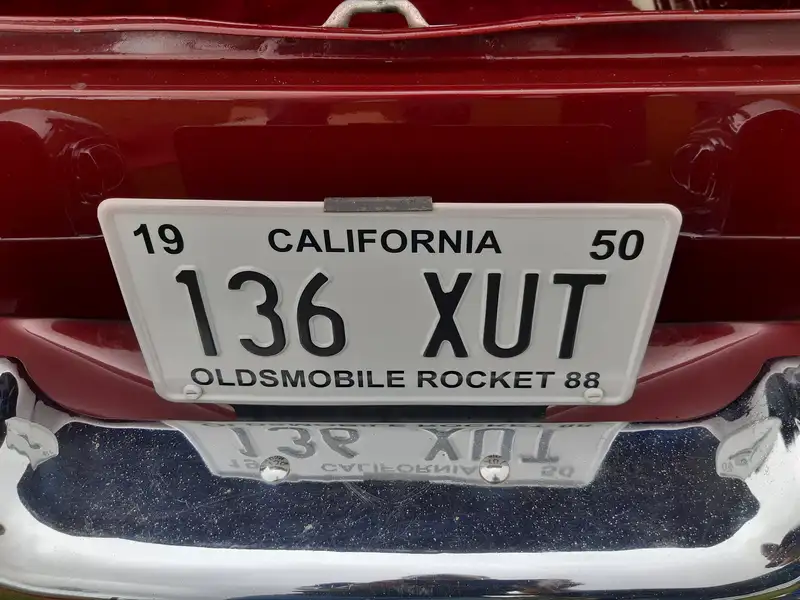 19 CALIFORNIA 50
136 XUT
OLDSMOBILE ROCKET 88